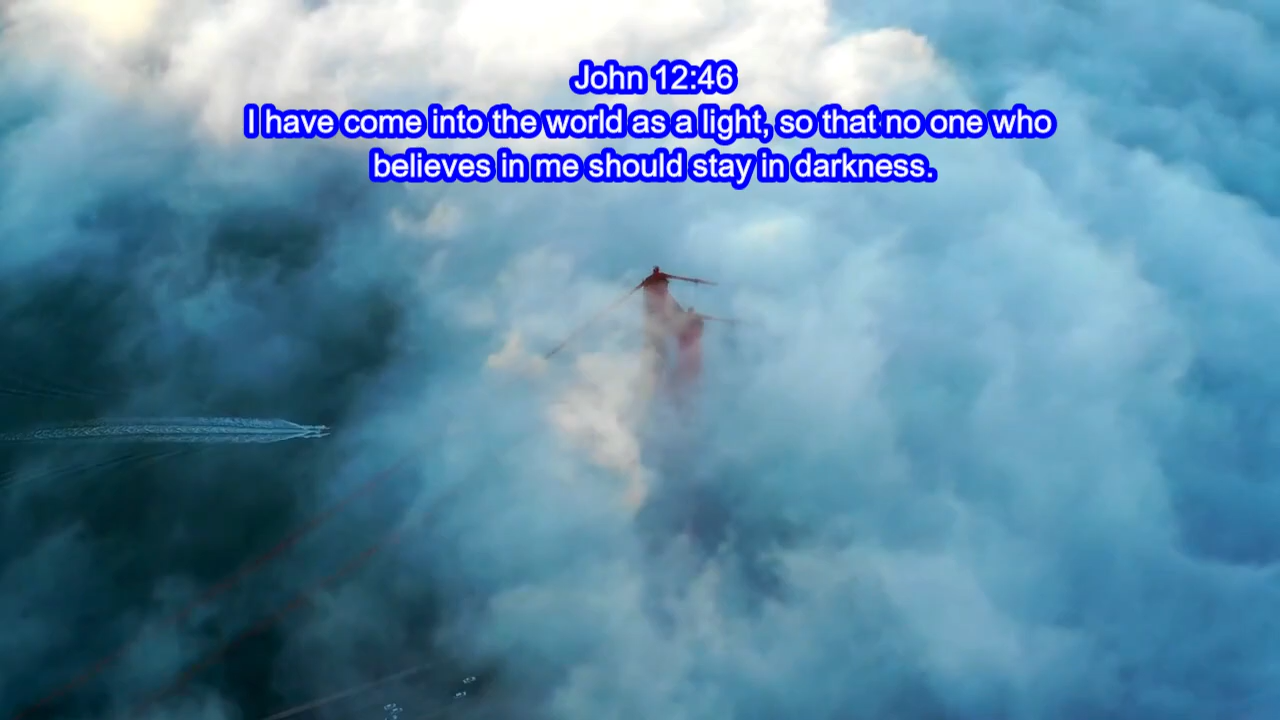 John 12:46
I have come into the world as a light, so that no one who
believes in me should stay in darkness.